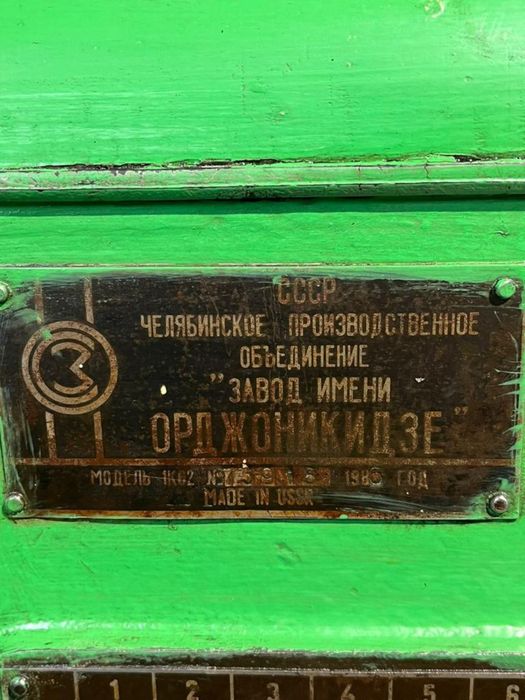 СССР
ЧЕЛЯБИНСКОЕ ПРОИЗВОДСТВЕННОЕ
ОБЪЕДИНЕНИЕ
"ЗАВОД ИМЕНИ
ОРДЖОНИКИДЗЕ"
МОДЕЛЬ 1К62 № ГОД
MADE IN USSR
1 2 3 4 5 6